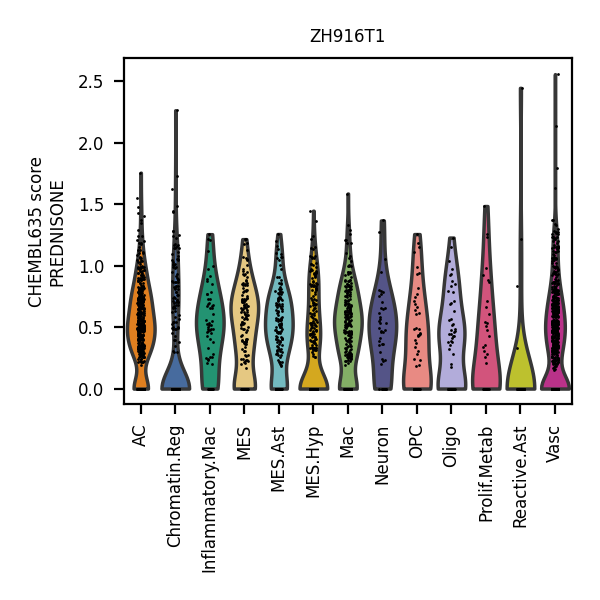 ZH916T1
CHEMBL635 score
PREDNISONE
2.5
2.0
1.5
1.0
0.5
0.0
AC
Chromatin.Reg
Inflammatory.Mac
MES
MES.Ast
MES.Hyp
Mac
Neuron
OPC
Oligo
Prolif.Metab
Reactive.Ast
Vasc